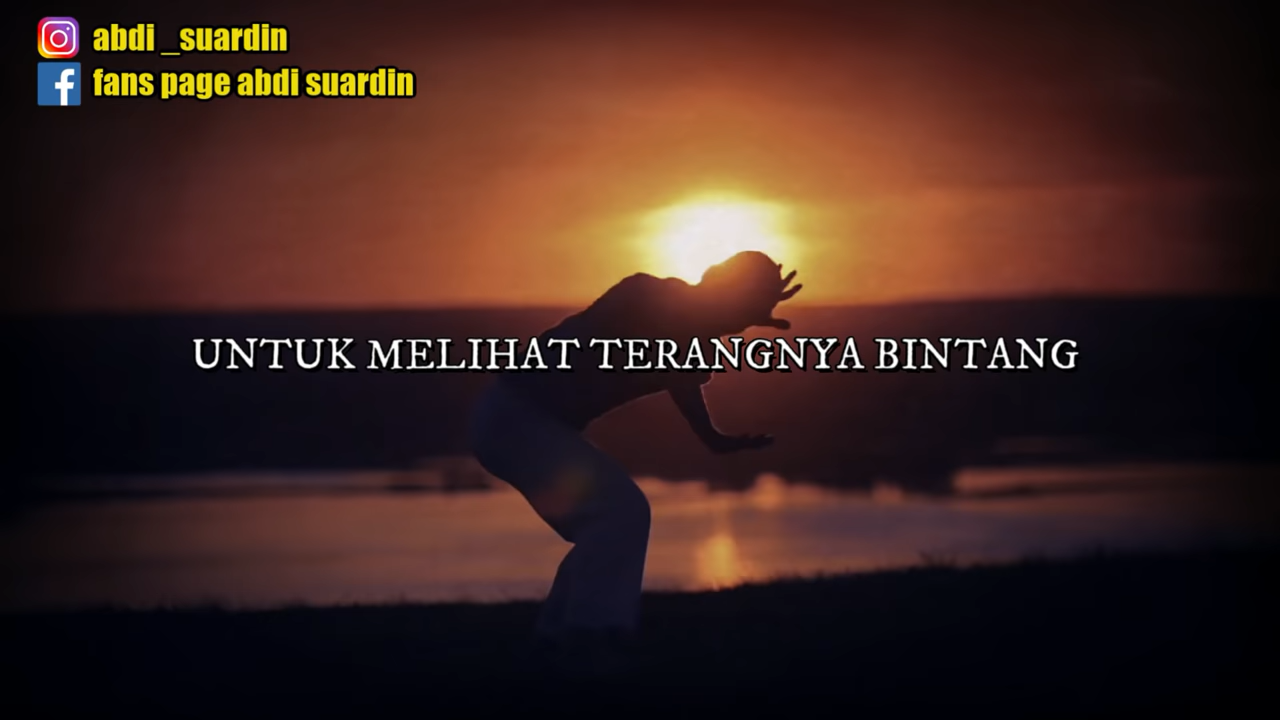 abdi _suardin
fans page abdi suardin
UNTUK MELIHAT TERANGNYA BINTANG